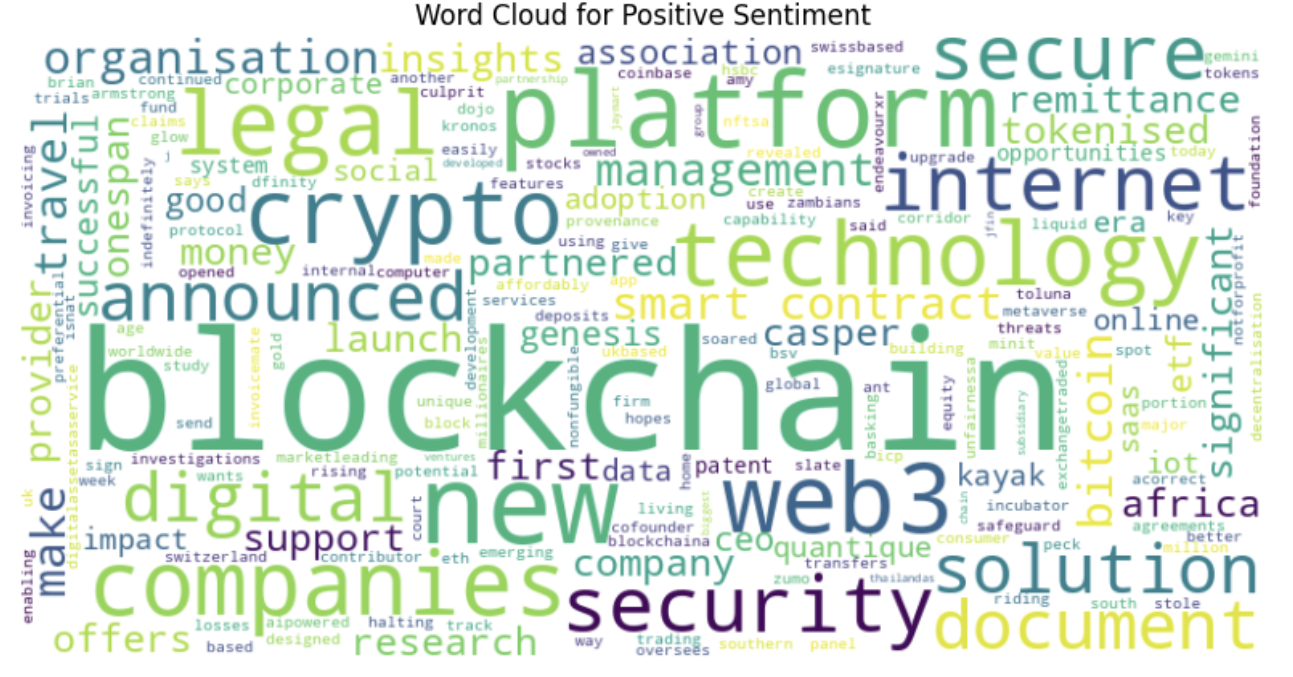 Word Cloud for Positive Sentiment
organisation insights association swissbased secure gemini
brian continued corporate another partnership coinbase hsbc esignature tokens
trials armstrong culprit amy remittance
fund legal dojo platform jaymart group nftsa tokenised
claims kronos
glow easily revealed opportunities today
j system social developed stocks owned management endeavourxr upgrade internet foundation
invoicing travel successful onespan indefinitely says dfinity features create
good crypto adoption use zambians
protocol provenance capability said corridor jfin liquid era key
money using give technology
made partnered
opened internalcomputer affordably app
announced services smart contract toluna
provider preferential isnat deposits metaverse online significant notforprofit
age launch development genesis soared casper threats
worldwide ukbased bsv building minit value spot etf
study invoicemate gold blockchain millionaires nonfungible global ant equity unfairnessa exchangetraded bitcoin saas portion decentralisation
unique firm basking subsidiary major
send block hopes
digitalassetasaservice
sign investigations marketleading ventures first data home patent slate icp iot
week wants rising potential kayak acorrect
uk make digital court new living biggest web3 chain incubator africa
cofounder safeguard agreements
impact support blockchaina ceo quantique consumer peck better
switzerland contributor eth emerging transfers million
enabling companies company zumo thailandas solution
security riding south stole
losses aipowered halting track document
offers based designed research way trading southern panel
oversees